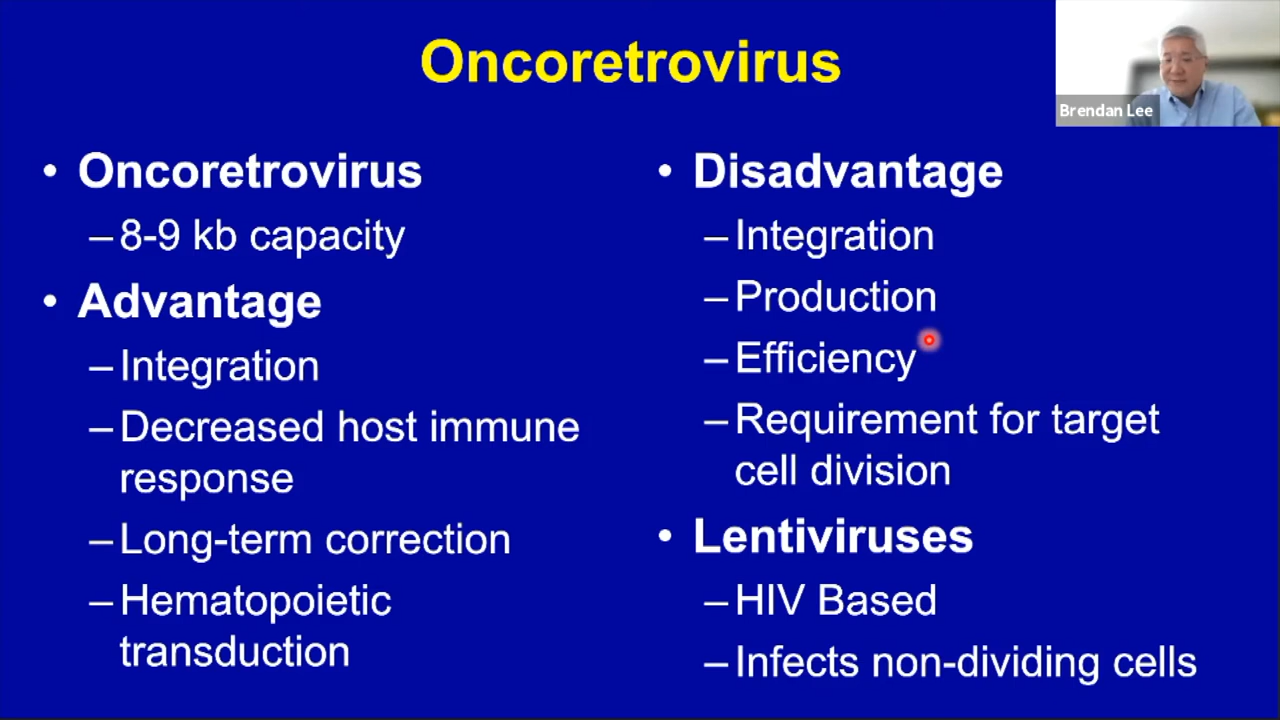 Oncoretrovirus
Brendan Lee
• Oncoretrovirus
– 8-9 kb capacity
• Advantage
– Integration
– Decreased host immune
response
– Long-term correction
– Hematopoietic
transduction
• Disadvantage
– Integration
– Production
– Efficiency
– Requirement for target
cell division
• Lentiviruses
– HIV Based
– Infects non-dividing cells